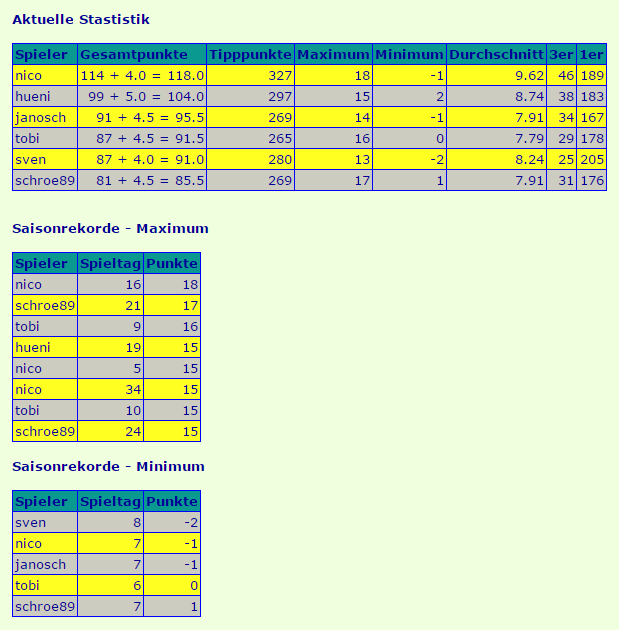 Aktuelle Stastistik
Spieler Gesamtpunkte Tipppunkte Maximum Minimum Durchschnitt 3er 1er
nico 114 + 4.0 = 118.0 327 18 -1 9.62 46 189
hueni 99 + 5.0 = 104.0 297 15 2 8.74 38 183
janosch 91 + 4.5 = 95.5 269 14 -1 7.91 34 167
tobi 87 + 4.5 = 91.5 265 16 0 7.79 29 178
sven 87 + 4.0 = 91.0 280 13 -2 8.24 25 205
schroe89 81 + 4.5 = 85.5 269 17 1 7.91 31 176
Saisonrekorde - Maximum
Spieler Spieltag Punkte
nico 16 18
schroe89 21 17
tobi 9 16
hueni 19 15
nico 5 15
nico 34 15
tobi 10 15
schroe89 24 15
Saisonrekorde - Minimum
Spieler Spieltag Punkte
sven 8 -2
nico 7 -1
janosch 7 -1
tobi 6 0
schroe89 7 1